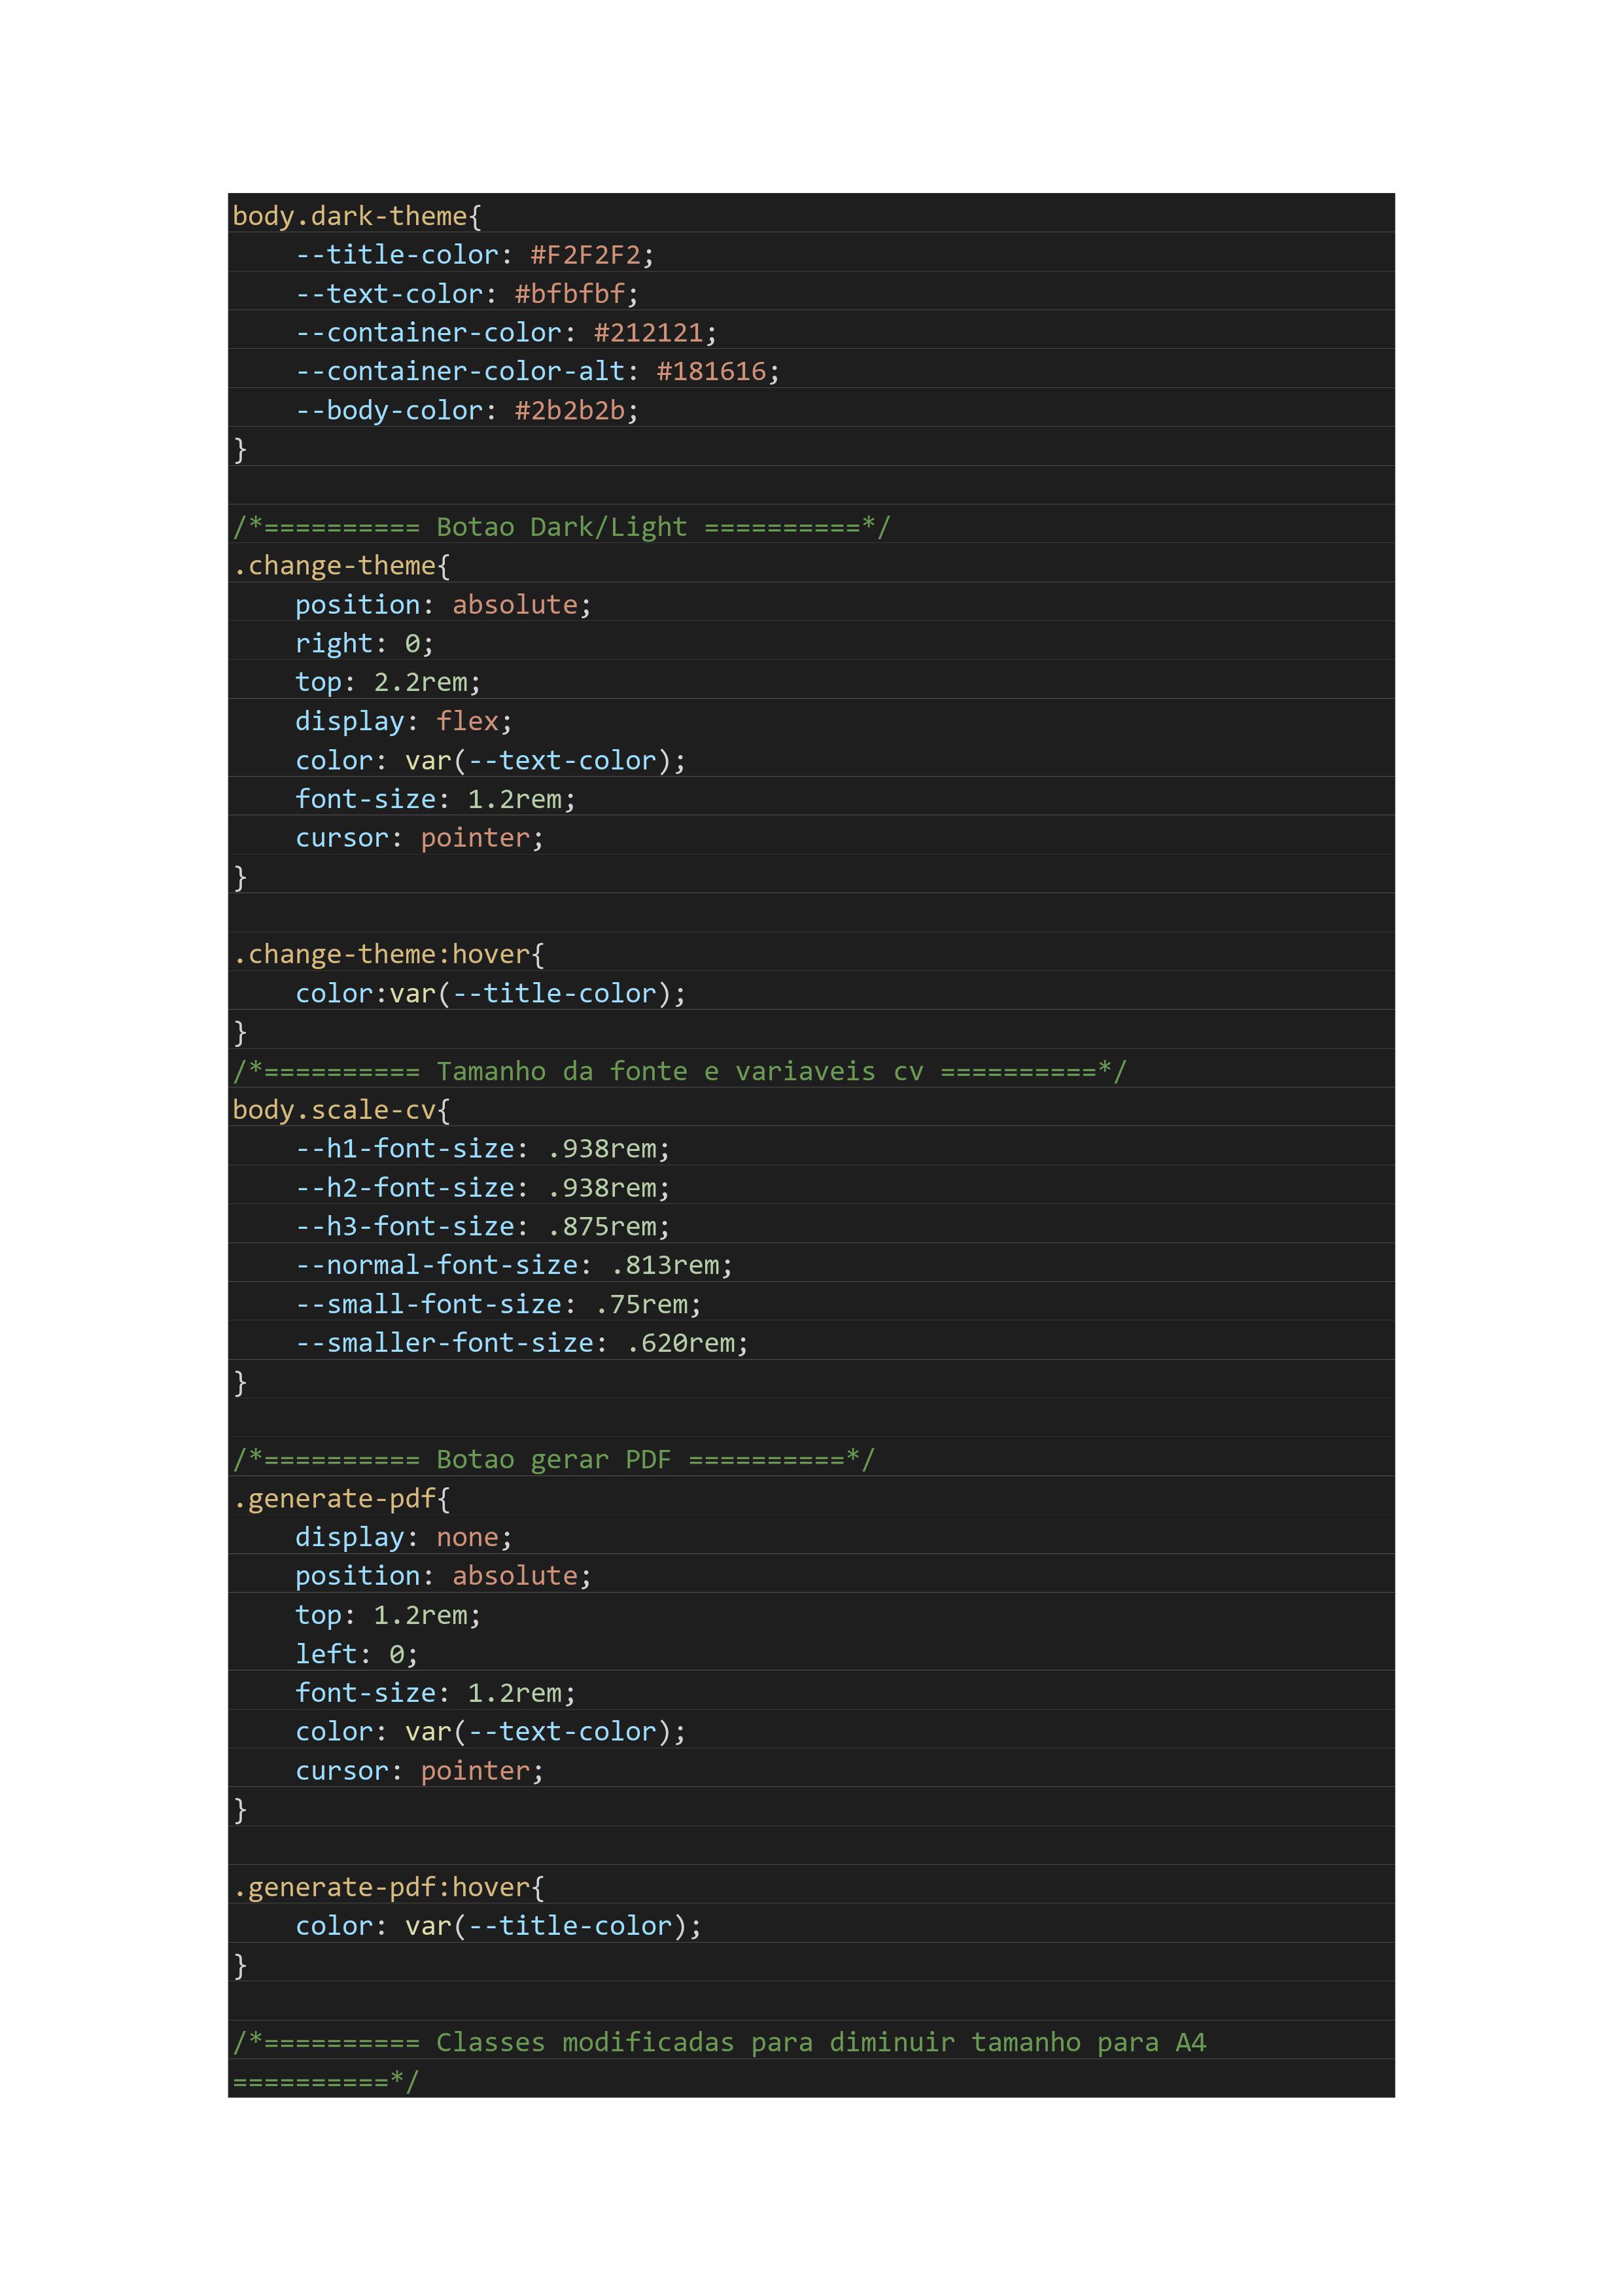 body.dark-theme{
    --title-color: #F2F2F2;
    --text-color: #bfbfbf;
    --container-color: #212121;
    --container-color-alt: #181616;
    --body-color: #2b2b2b;
}

/*========== Botao Dark/Light ==========*/
.change-theme{
    position: absolute;
    right: 0;
    top: 2.2rem;
    display: flex;
    color: var(--text-color);
    font-size: 1.2rem;
    cursor: pointer;
}

.change-theme:hover{
    color:var(--title-color);
}
/*========== Tamanho da fonte e variaveis cv ==========*/
body.scale-cv{
    --h1-font-size: .938rem;
    --h2-font-size: .938rem;
    --h3-font-size: .875rem;
    --normal-font-size: .813rem;
    --small-font-size: .75rem;
    --smaller-font-size: .620rem;
}

/*========== Botao gerar PDF ==========*/
.generate-pdf{
    display: none;
    position: absolute;
    top: 1.2rem;
    left: 0;
    font-size: 1.2rem;
    color: var(--text-color);
    cursor: pointer;
}

.generate-pdf:hover{
    color: var(--title-color);
}

/*========== Classes modificadas para diminuir tamanho para A4
==========*/